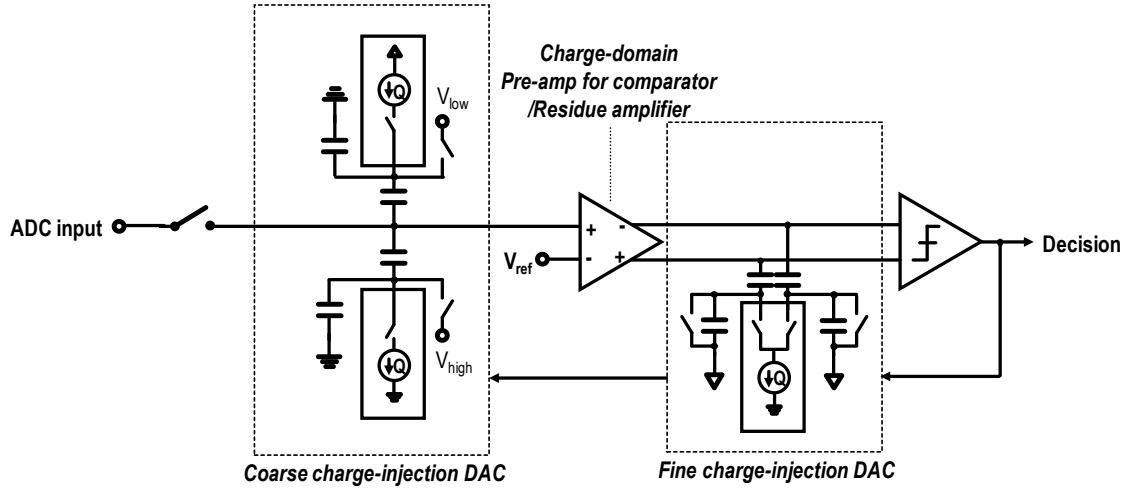 Charge-domain
Pre-amp for comparator
/Residue amplifier
Q
V_low
ADC input
+
-
-
+
V_ref
Decision
V_high
Q
Q
Coarse charge-injection DAC
Fine charge-injection DAC